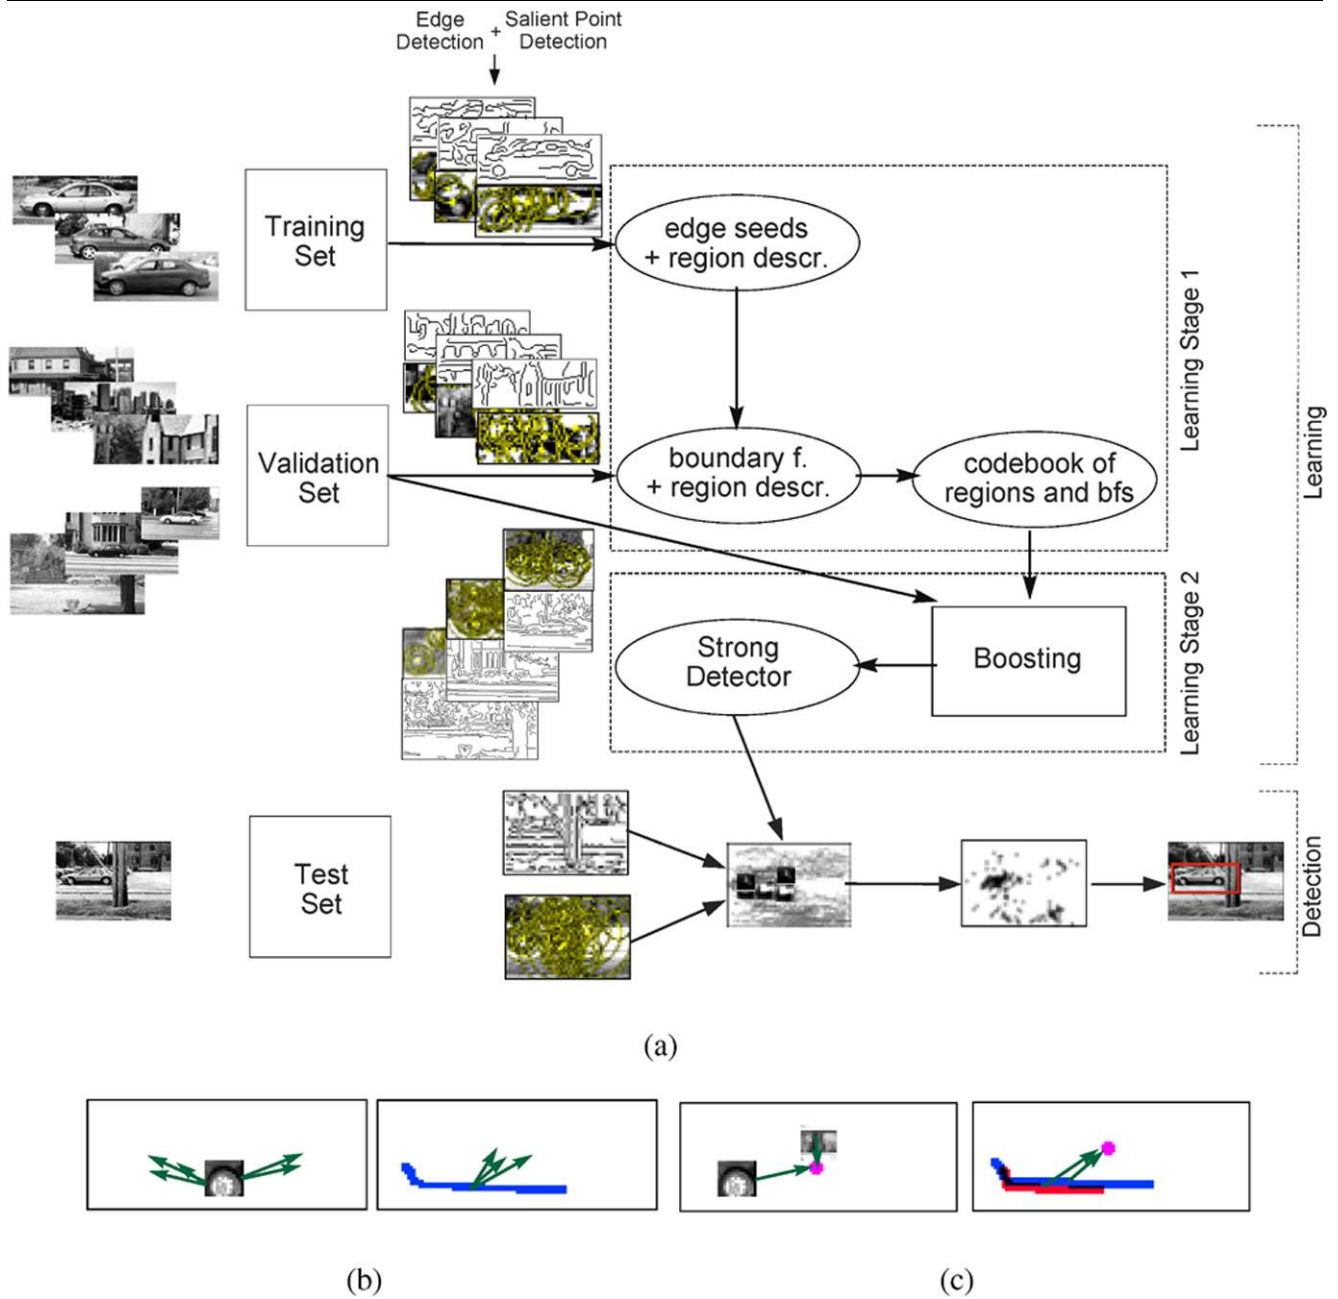 Edge
Detection
+
Salient Point
Detection
Training
Set
edge seeds
+ region descr.
Learning Stage 1
Learning
Validation
Set
boundary f.
+ region descr.
codebook of
regions and bfs
Strong
Detector
Boosting
Learning Stage 2
Test
Set
Detection
(a)
(b)
(c)